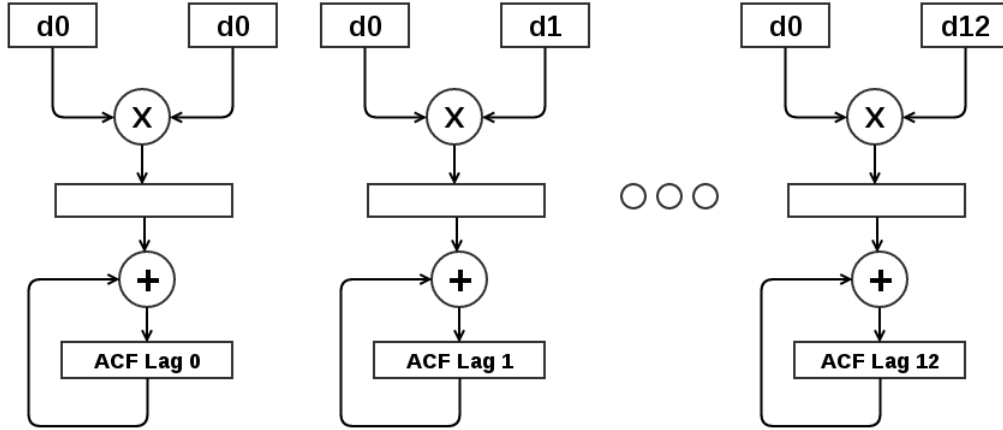 d0 d0 d0 d1 d0 d12
X X X
+ + +
ACF Lag 0 ACF Lag 1 ACF Lag 12